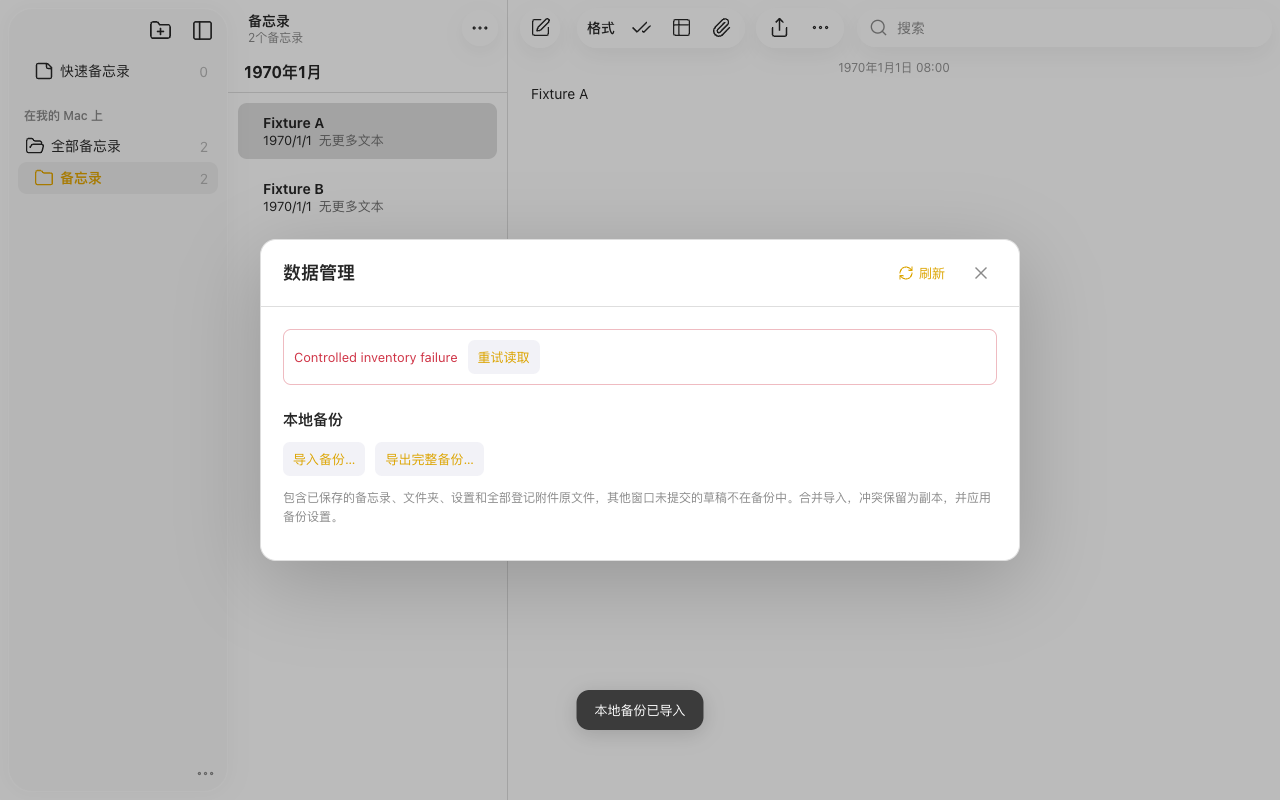 快速备忘录 0
在我的 Mac 上
全部备忘录 2
备忘录 2
备忘录
2个备忘录
1970年1月
Fixture A
1970/1/1 无更多文本
Fixture B
1970/1/1 无更多文本
格式
搜索
1970年1月1日 08:00
Fixture A
数据管理
刷新
Controlled inventory failure
重试读取
本地备份
导入备份...
导出完整备份...
包含已保存的备忘录、文件夹、设置和全部登记附件原文件，其他窗口未提交的草稿不在备份中。合并导入，冲突保留为副本，并应用
备份设置。
本地备份已导入